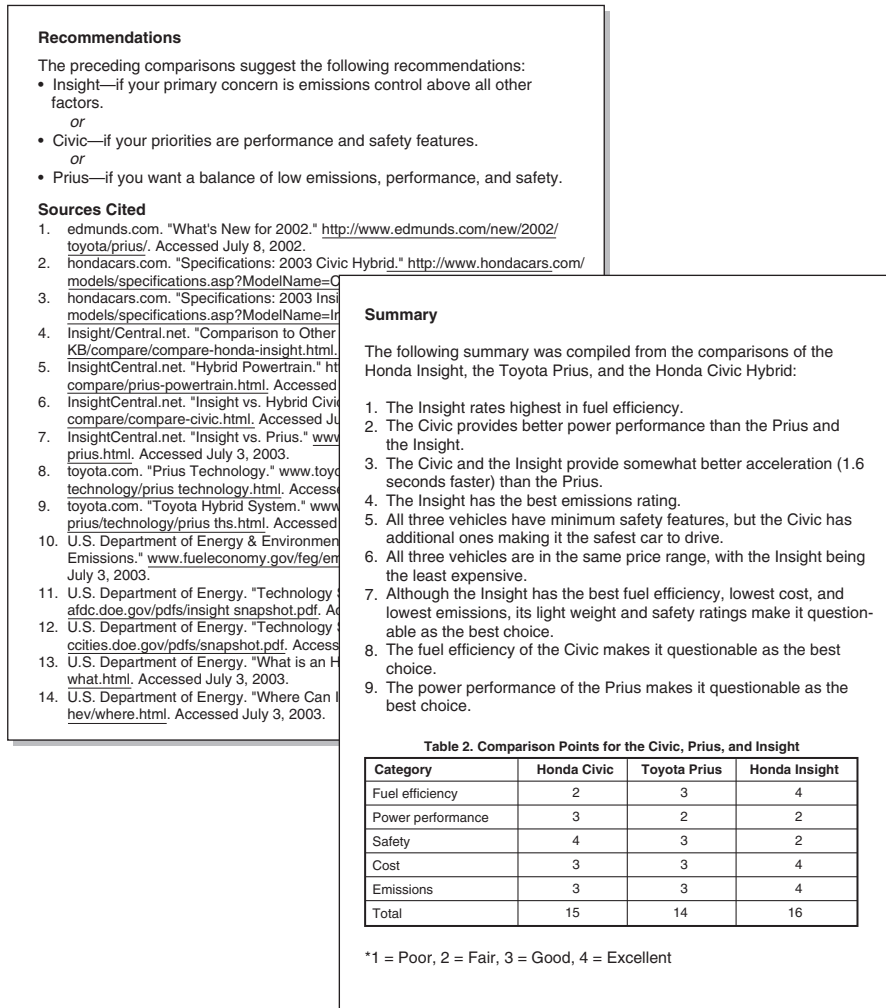 Recommendations
The preceding comparisons suggest the following recommendations:
• Insight—if your primary concern is emissions control above all other
factors.
or
• Civic—if your priorities are performance and safety features.
or
• Prius—if you want a balance of low emissions, performance, and safety.
Sources Cited
1. edmunds.com. "What's New for 2002." http://www.edmunds.com/new/2002/
toyota/prius/. Accessed July 8, 2002.
2. hondacars.com. "Specifications: 2003 Civic Hybrid." http://www.hondacars.com/
models/specifications.asp?ModelName=
3. hondacars.com. "Specifications: 2003
models/specifications.asp?ModelName=
4. Insight/Central.net. "Comparison to Other
KB/compare/compare-honda-insight.html.
5. InsightCentral.net. "Hybrid Powertrain."
compare/prius-powertrain.html. Accessed
6. InsightCentral.net. "Insight vs. Hybrid
compare/compare-civic.html. Accessed
7. InsightCentral.net. "Insight vs. Prius."
prius.html. Accessed July 3, 2003.
8. toyota.com. "Prius Technology."
technology/prius technology.html.
9. toyota.com. "Toyota Hybrid System."
prius/technology/prius ths.html. Accessed
10. U.S. Department of Energy &
Emissions." www.fueleconomy.gov/feg/
July 3, 2003.
11. U.S. Department of Energy. "Technology
afdc.doe.gov/pdfs/insight snapshot.pdf.
12. U.S. Department of Energy. "Technology
ccities.doe.gov/pdfs/snapshot.pdf.
13. U.S. Department of Energy. "What is an
what.html. Accessed July 3, 2003.
14. U.S. Department of Energy. "Where Can I
hev/where.html. Accessed July 3, 2003.
Summary
The following summary was compiled from the comparisons of the
Honda Insight, the Toyota Prius, and the Honda Civic Hybrid:
1. The Insight rates highest in fuel efficiency.
2. The Civic provides better power performance than the Prius and
the Insight.
3. The Civic and the Insight provide somewhat better acceleration (1.6
seconds faster) than the Prius.
4. The Insight has the best emissions rating.
5. All three vehicles have minimum safety features, but the Civic has
additional ones making it the safest car to drive.
6. All three vehicles are in the same price range, with the Insight being
the least expensive.
7. Although the Insight has the best fuel efficiency, lowest cost, and
lowest emissions, its light weight and safety ratings make it question-
able as the best choice.
8. The fuel efficiency of the Civic makes it questionable as the best
choice.
9. The power performance of the Prius makes it questionable as the
best choice.
Table 2. Comparison Points for the Civic, Prius, and Insight
Category Honda Civic Toyota Prius Honda Insight
Fuel efficiency 2 3 4
Power performance 3 2 2
Safety 4 3 2
Cost 3 3 4
Emissions 3 3 4
Total 15 14 16
*1 = Poor, 2 = Fair, 3 = Good, 4 = Excellent